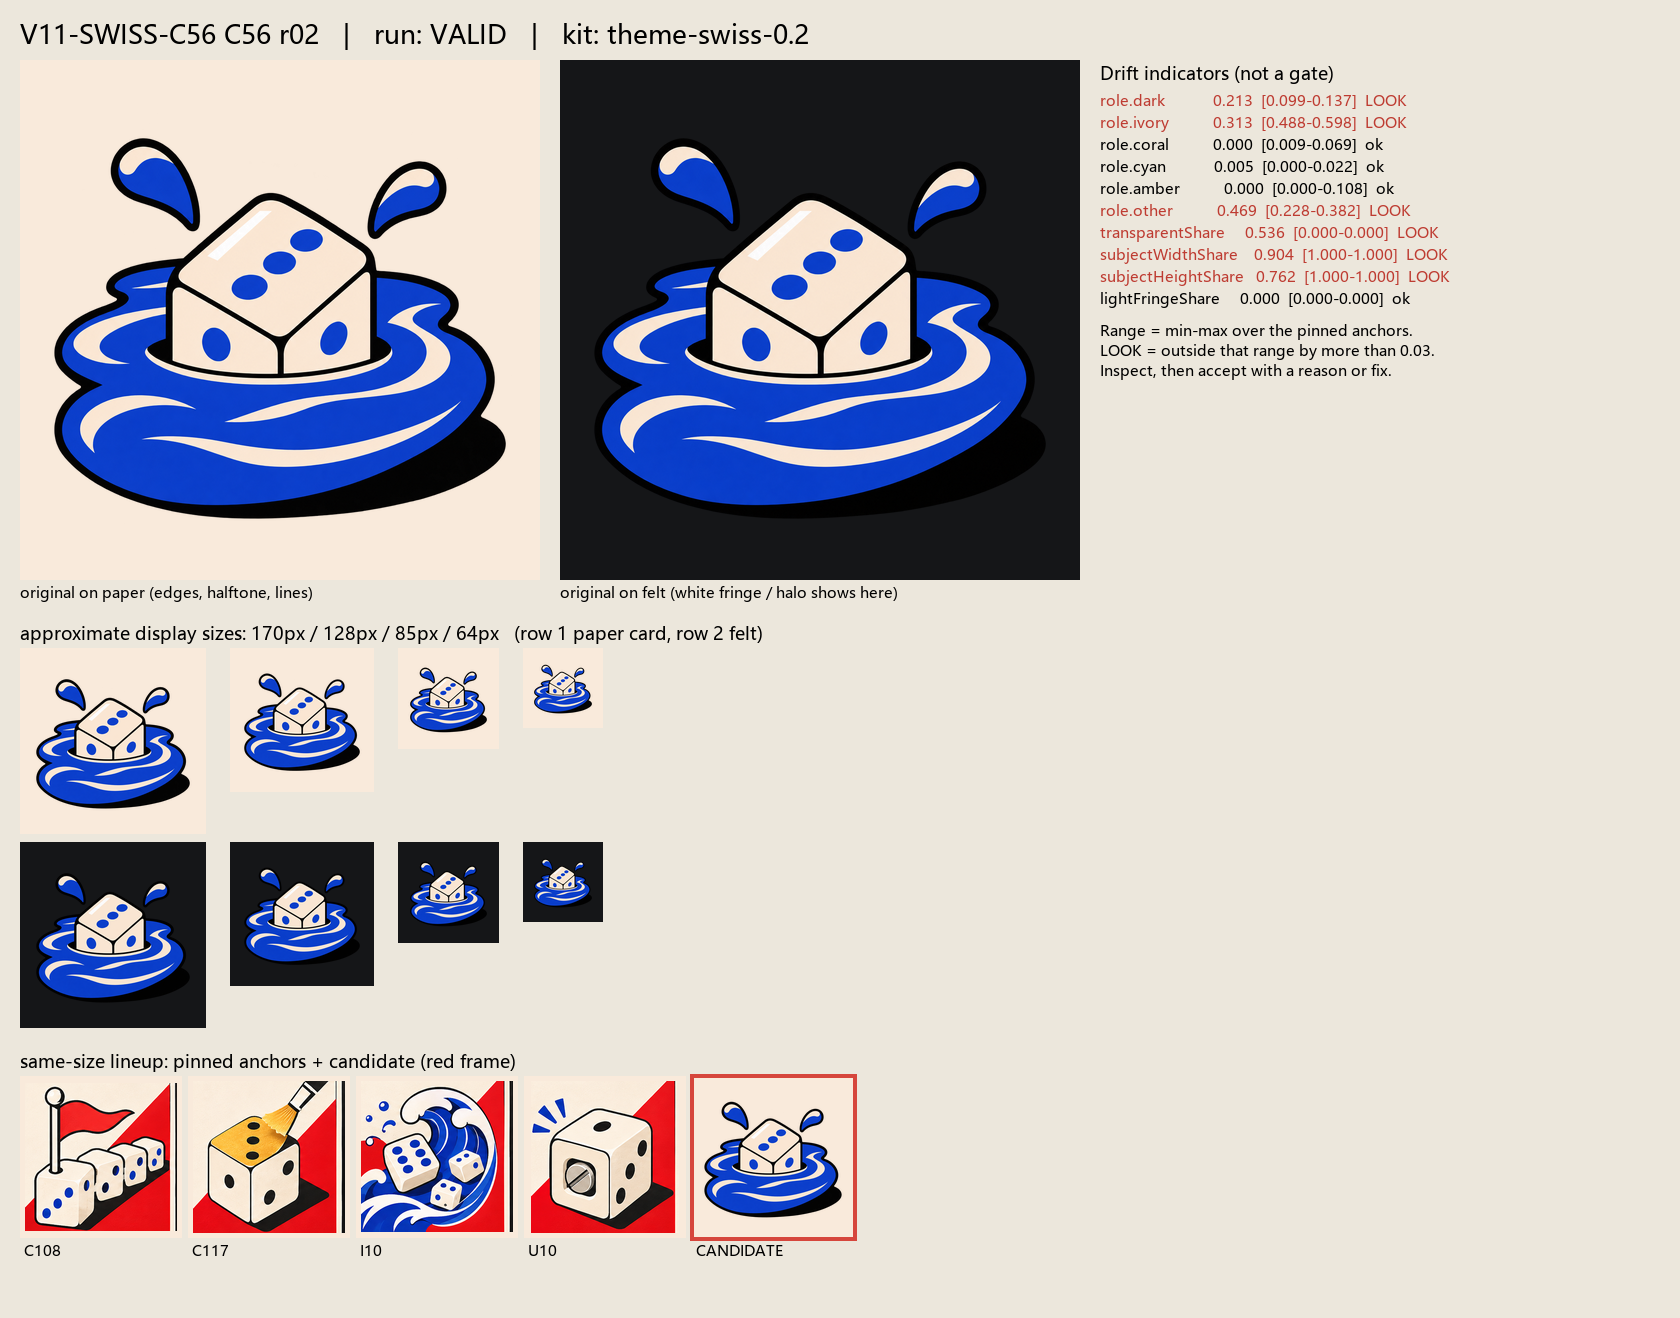 V11-SWISS-C56 C56 r02 | run: VALID | kit: theme-swiss-0.2
Drift indicators (not a gate)
role.dark 0.213 [0.099-0.137] LOOK
role.ivory 0.313 [0.488-0.598] LOOK
role.coral 0.000 [0.009-0.069] ok
role.cyan 0.005 [0.000-0.022] ok
role.amber 0.000 [0.000-0.108] ok
role.other 0.469 [0.228-0.382] LOOK
transparentShare 0.536 [0.000-0.000] LOOK
subjectWidthShare 0.904 [1.000-1.000] LOOK
subjectHeightShare 0.762 [1.000-1.000] LOOK
lightFringeShare 0.000 [0.000-0.000] ok
Range = min-max over the pinned anchors.
LOOK = outside that range by more than 0.03.
Inspect, then accept with a reason or fix.
original on paper (edges, halftone, lines)
original on felt (white fringe / halo shows here)
approximate display sizes: 170px / 128px / 85px / 64px (row 1 paper card, row 2 felt)
same-size lineup: pinned anchors + candidate (red frame)
C108
C117
I10
U10
CANDIDATE